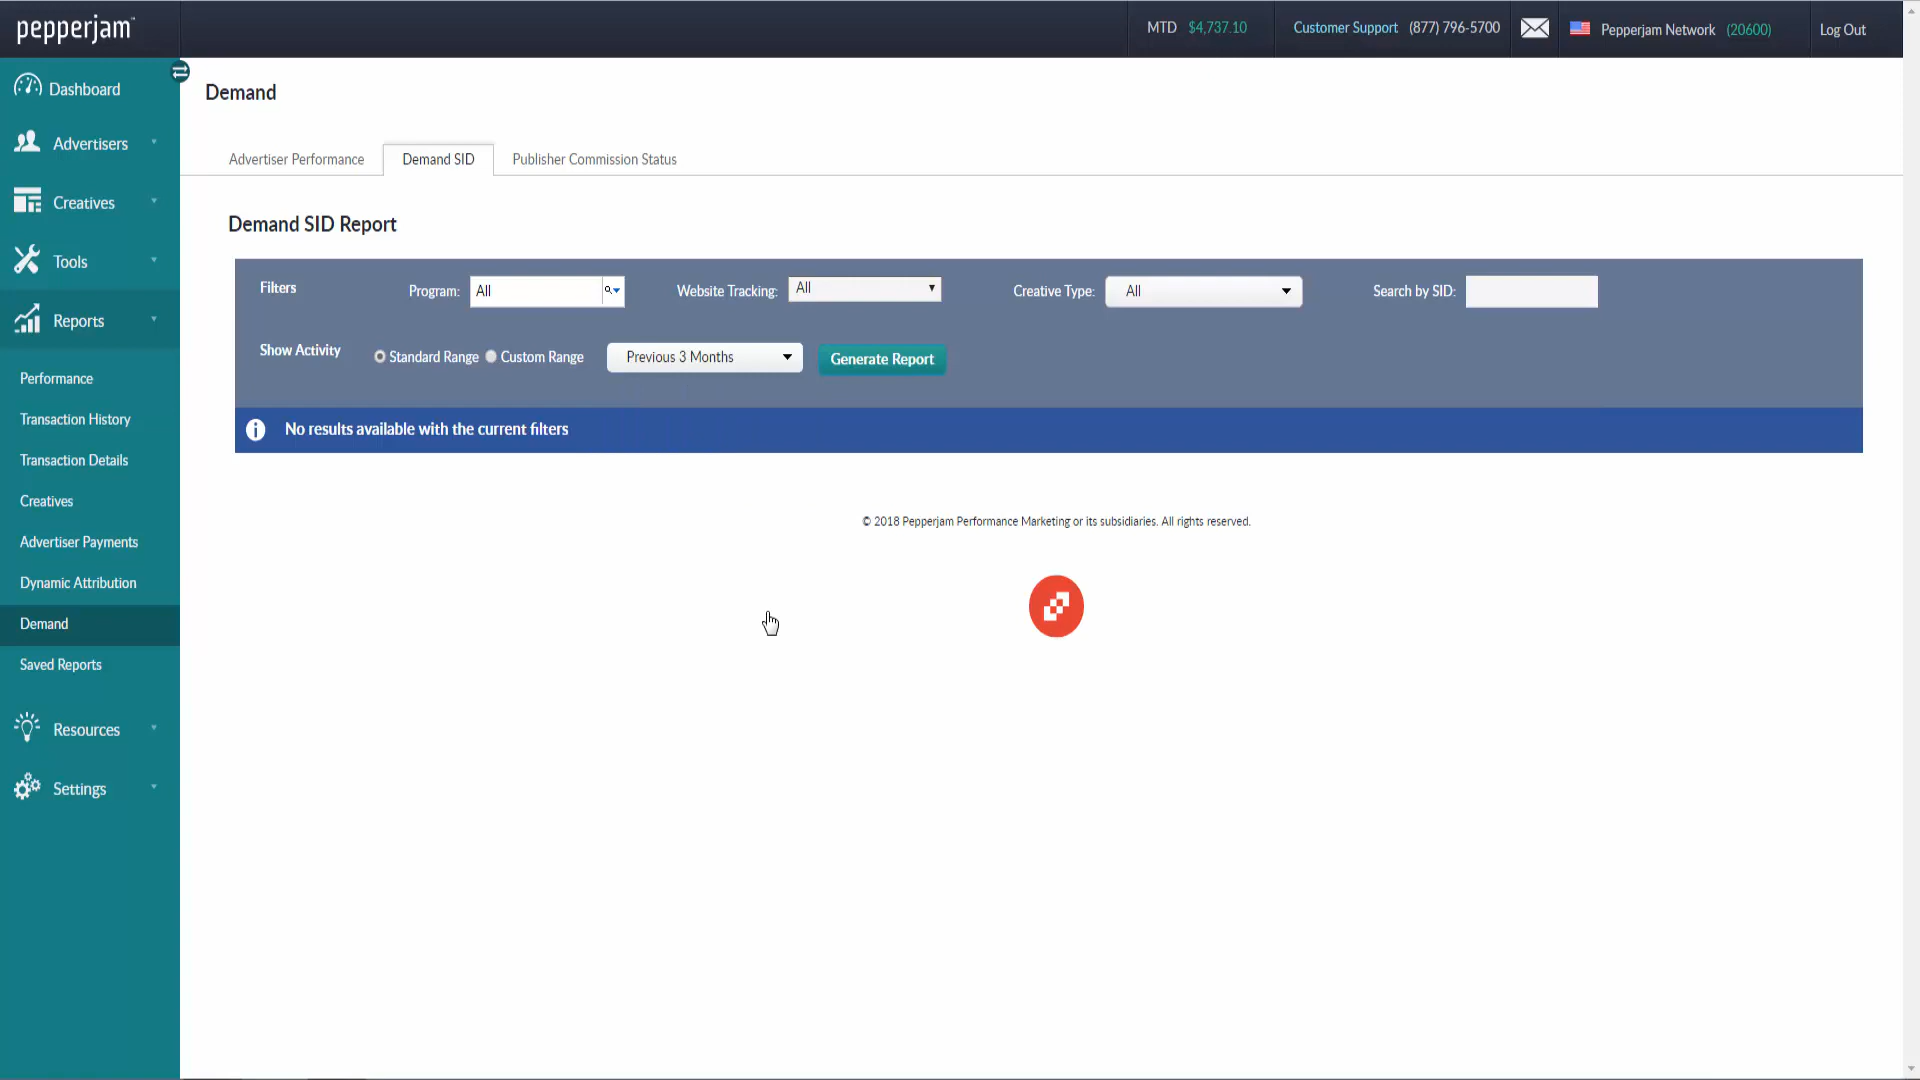 pepperjam
MTD $4,737.10
Customer Support (877) 796-5700
Pepperjam Network (20600)
Log Out
Dashboard
Advertisers
Creatives
Tools
Reports
Performance
Transaction History
Transaction Details
Creatives
Advertiser Payments
Dynamic Attribution
Demand
Saved Reports
Resources
Settings
Demand
Advertiser Performance
Demand SID
Publisher Commission Status
Demand SID Report
Filters
Program: All
Website Tracking: All
Creative Type: All
Search by SID:
Show Activity
Standard Range
Custom Range
Previous 3 Months
Generate Report
No results available with the current filters
© 2018 Pepperjam Performance Marketing or its subsidiaries. All rights reserved.